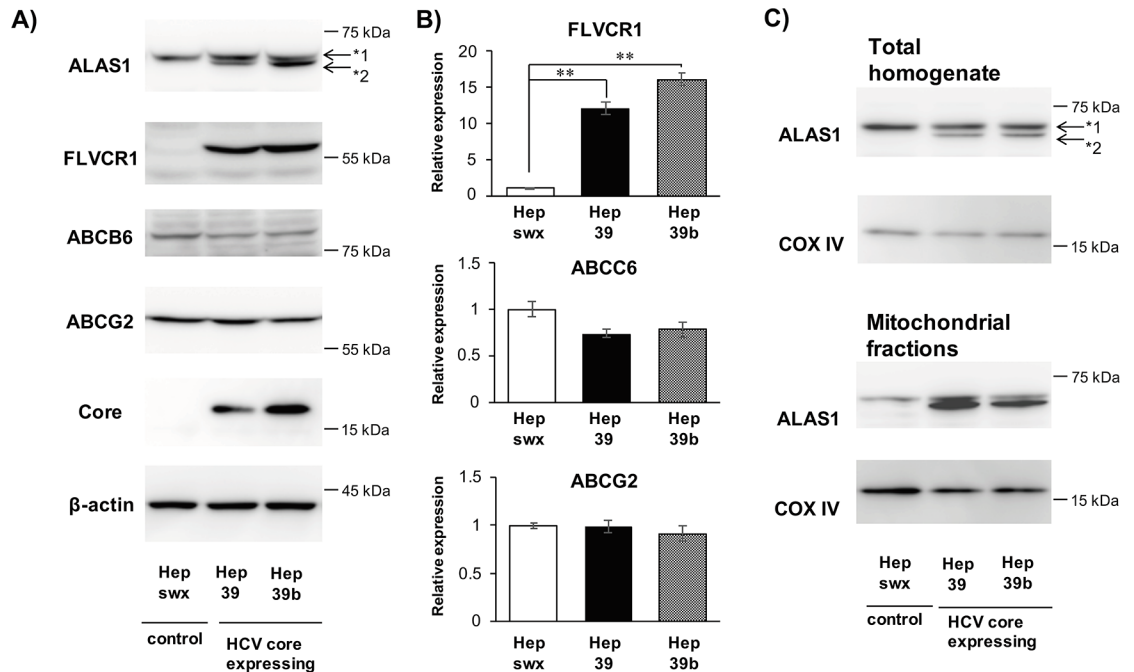 A)
ALAS1
75 kDa
*1
*2
FLVCR1
55 kDa
ABCB6
75 kDa
ABCG2
55 kDa
Core
15 kDa
β-actin
45 kDa
Hep
swx
Hep
39
Hep
39b
control
HCV core
expressing
B)
FLVCR1
Relative expression
20
15
10
5
0
**
**
Hep
swx
Hep
39
Hep
39b
ABCC6
Relative expression
1.5
1
0.5
0
Hep
swx
Hep
39
Hep
39b
ABCG2
Relative expression
1.5
1
0.5
0
Hep
swx
Hep
39
Hep
39b
C)
Total
homogenate
ALAS1
75 kDa
*1
*2
COX IV
15 kDa
Mitochondrial
fractions
ALAS1
75 kDa
COX IV
15 kDa
Hep
swx
Hep
39
Hep
39b
control
HCV core
expressing